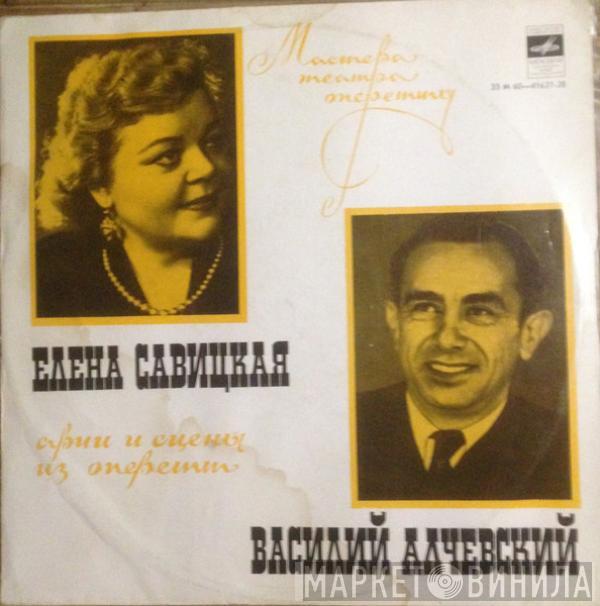 Мастера
театра
оперетты
33 М 60—41627-28
ЕЛЕНА САВИЦКАЯ
арии и сцены
из оперетт
ВАСИЛИЙ АЛЧЕВСКИЙ
МАРКЕТ ВИНИЛА